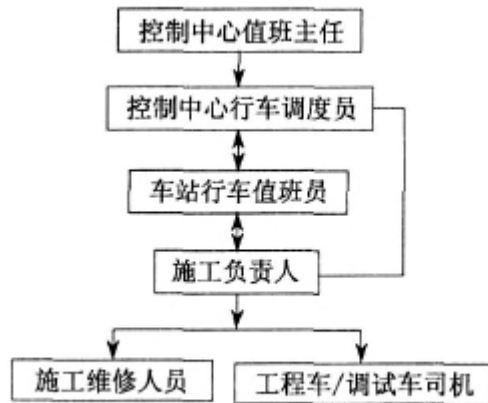 控制中心值班主任
控制中心行车调度员
车站行车值班员
施工负责人
施工维修人员
工程车/调试车司机